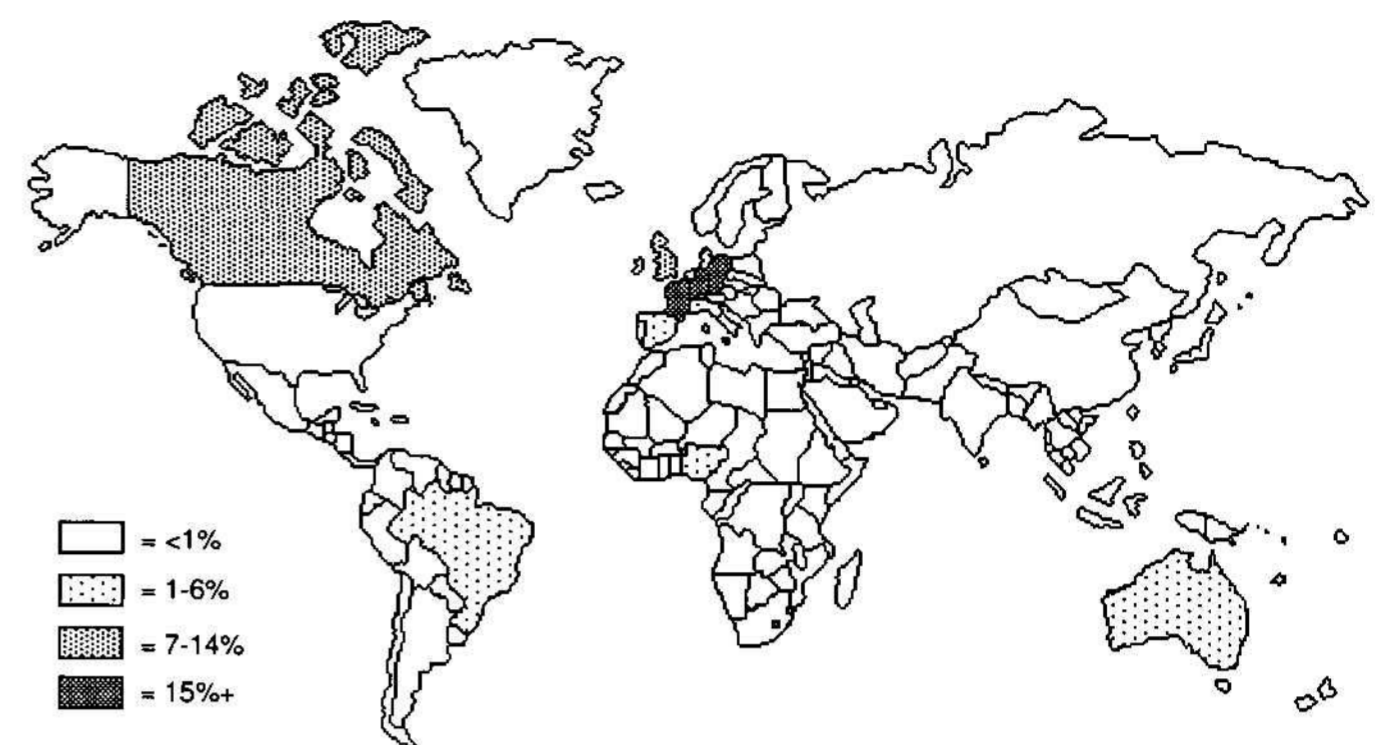 = <1%
= 1-6%
= 7-14%
= 15%+